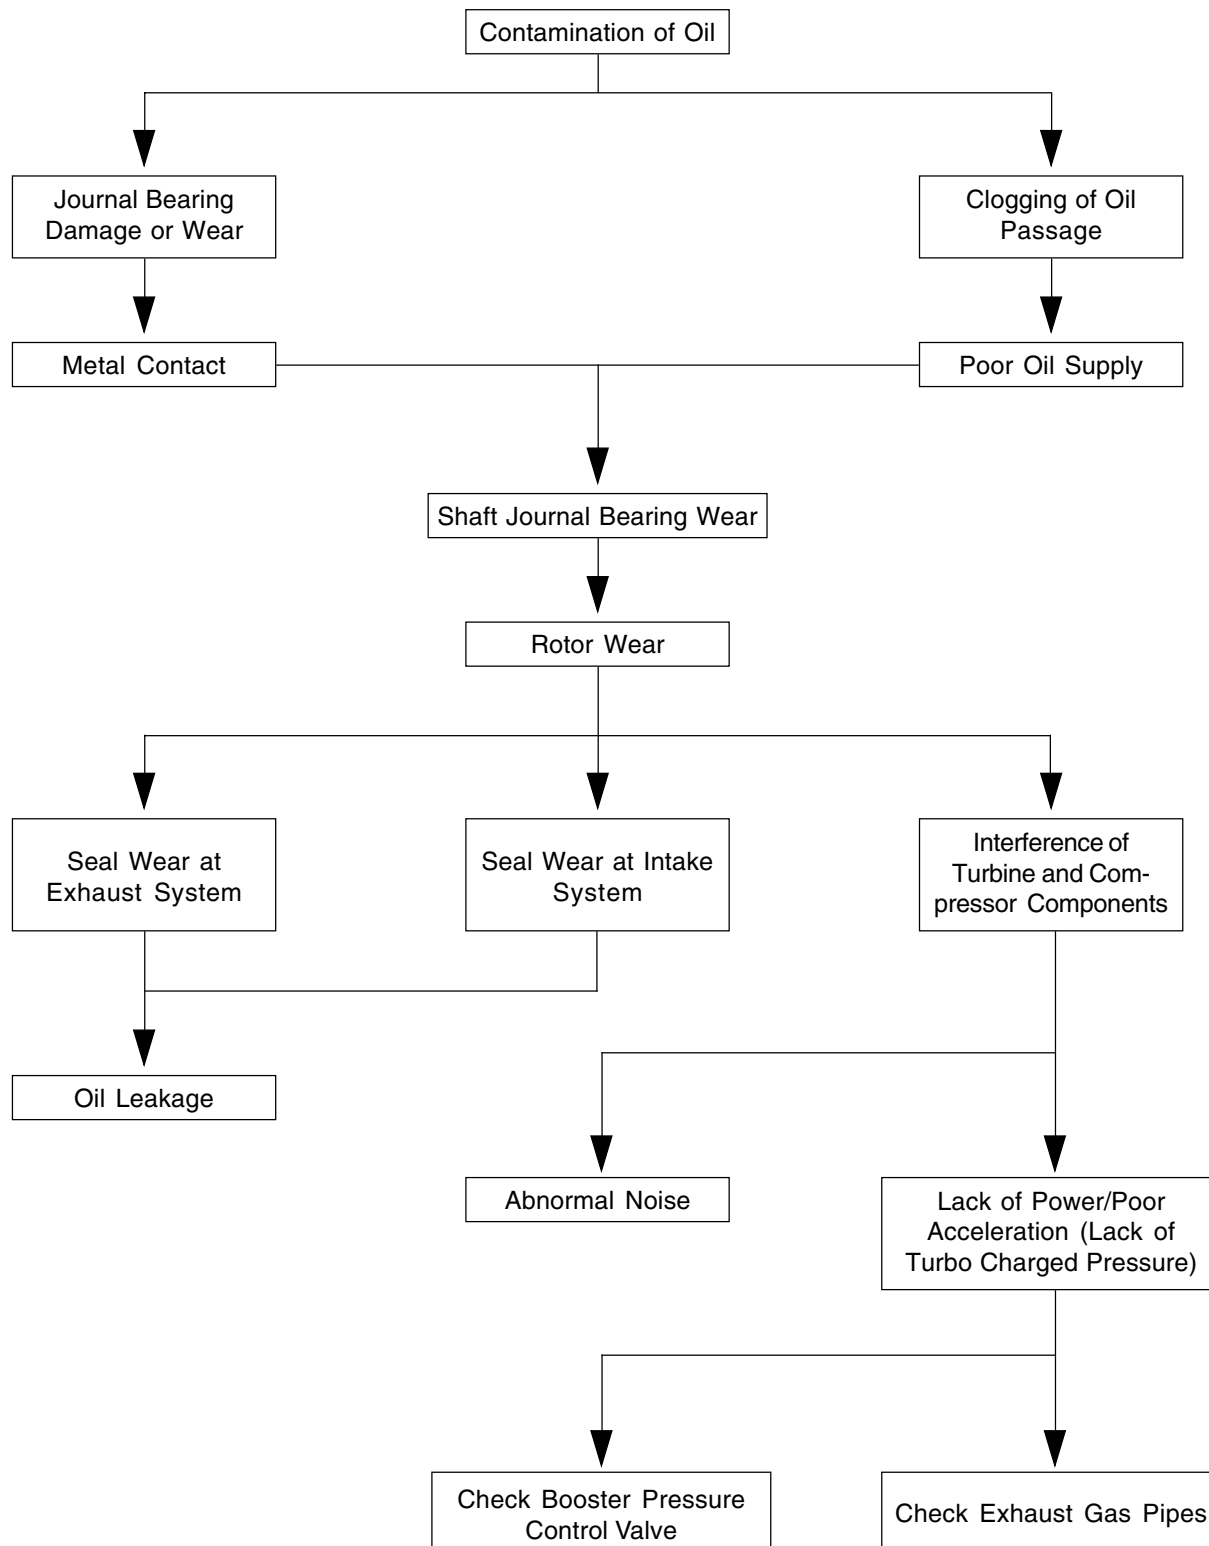 Contamination of Oil
Journal Bearing
Damage or Wear
Clogging of Oil
Passage
Metal Contact
Poor Oil Supply
Shaft Journal Bearing Wear
Rotor Wear
Seal Wear at
Exhaust System
Seal Wear at Intake
System
Interference of
Turbine and Com-
pressor Components
Oil Leakage
Abnormal Noise
Lack of Power/Poor
Acceleration (Lack of
Turbo Charged Pressure)
Check Booster Pressure
Control Valve
Check Exhaust Gas Pipes